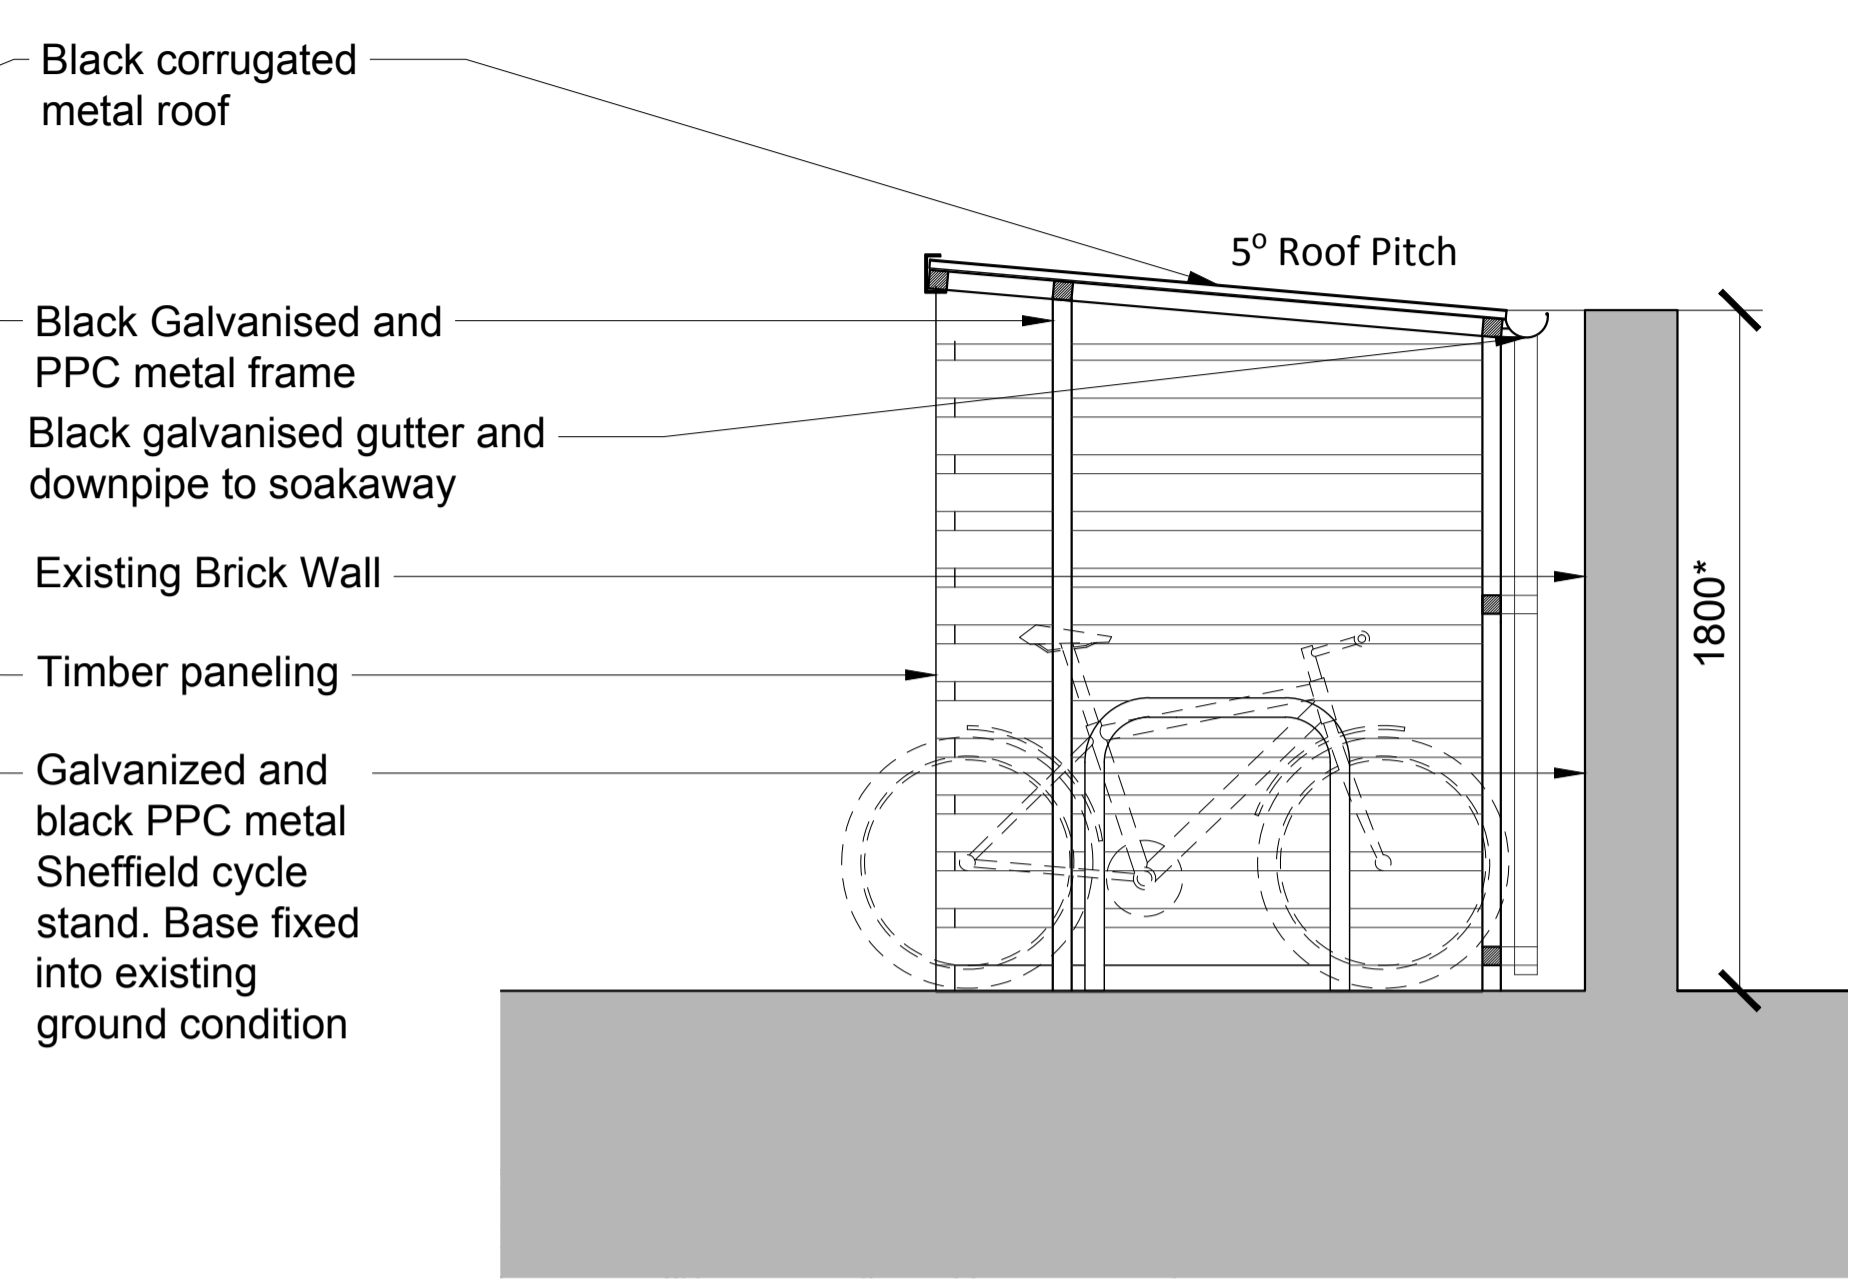 Black corrugated
metal roof
5º Roof Pitch
Black Galvanised and
PPC metal frame
Black galvanised gutter and
downpipe to soakaway
Existing Brick Wall
1800*
Timber paneling
Galvanized and
black PPC metal
Sheffield cycle
stand. Base fixed
into existing
ground condition